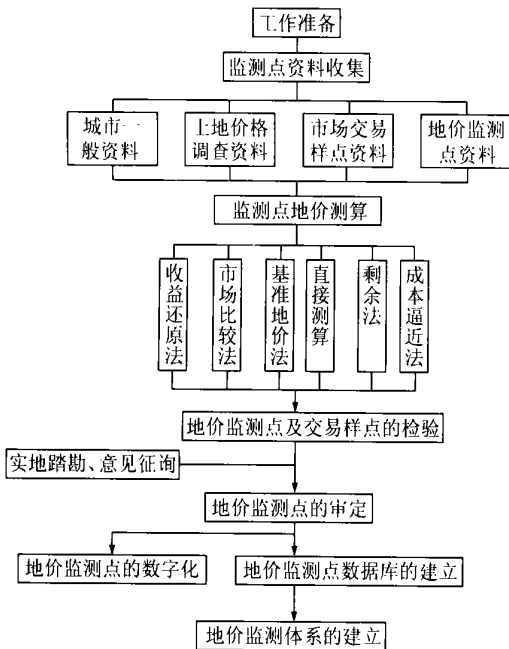 工作准备
监测点资料收集
城市一
般资料
上地价格
调查资料
市场交易
样点资料
地价监测
点资料
监测点地价测算
收益还原法
市场比较法
基准地价法
直接测算
剩余法
成本逼近法
地价监测点及交易样点的检验
实地踏勘、意见征询
地价监测点的审定
地价监测点的数字化
地价监测点数据库的建立
地价监测体系的建立